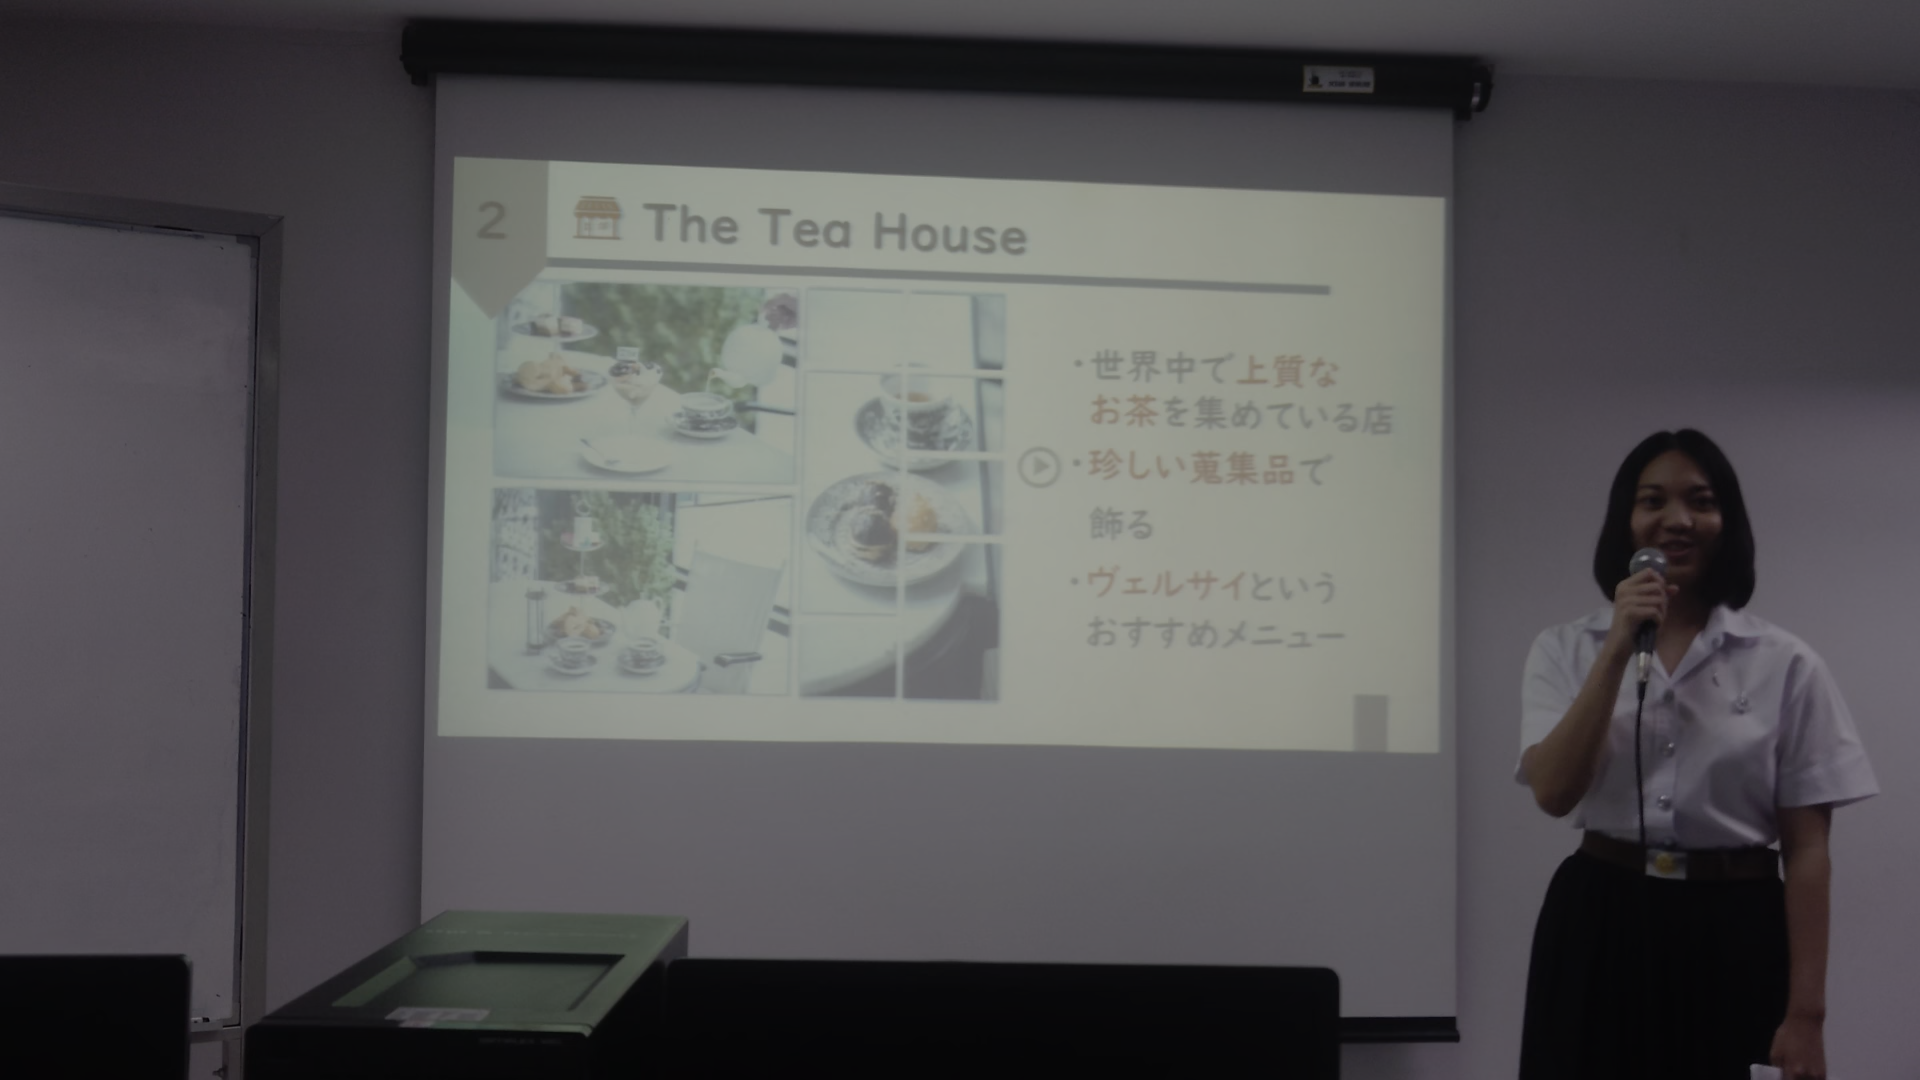 2
The Tea House
・世界中で上質な
お茶を集めている店
・珍しい蒐集品で
飾る
・ヴェルサイという
おすすめメニュー